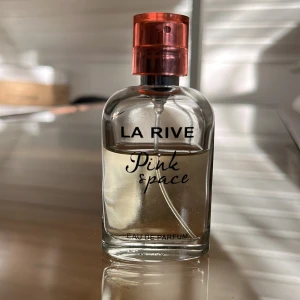 LA RIVE
Pink
space
EAU DE PARFUM